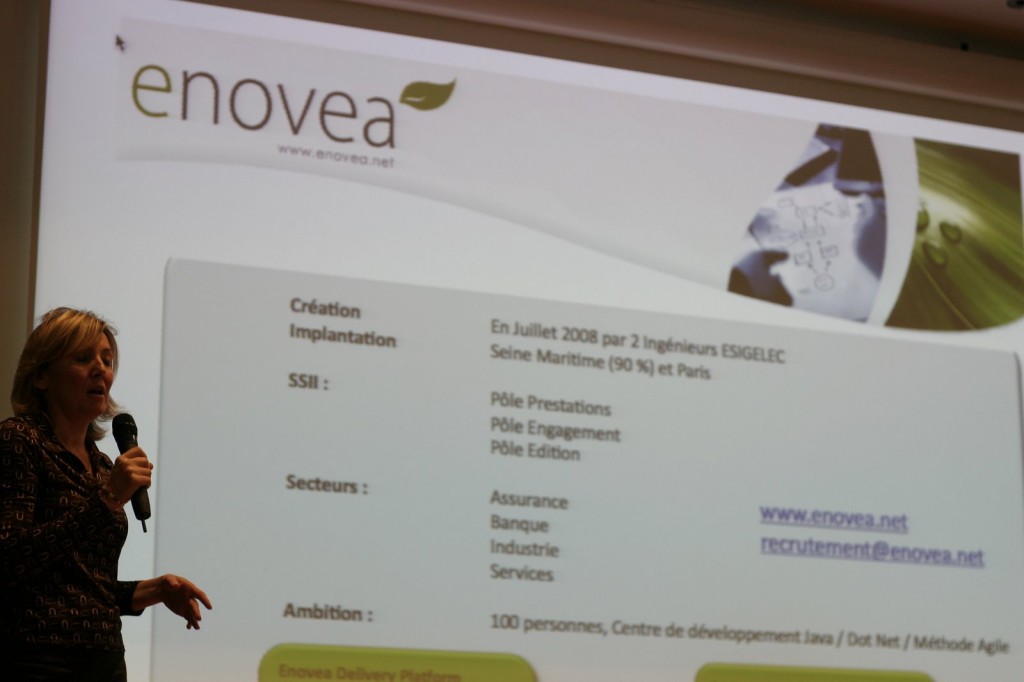 enovea
www.enovea.net
Création
En Juillet 2008 par 2 Ingénieurs ESIGELEC
Implantation
Seine Maritime (90 %) et Paris
SSII :
Pôle Prestations
Pôle Engagement
Pôle Edition
Secteurs :
Assurance
Banque
Industrie
Services
www.enovea.net
recrutement@enovea.net
Ambition :
100 personnes, Centre de développement Java / Dot Net / Méthode Agile
Enovea Delivery Platform